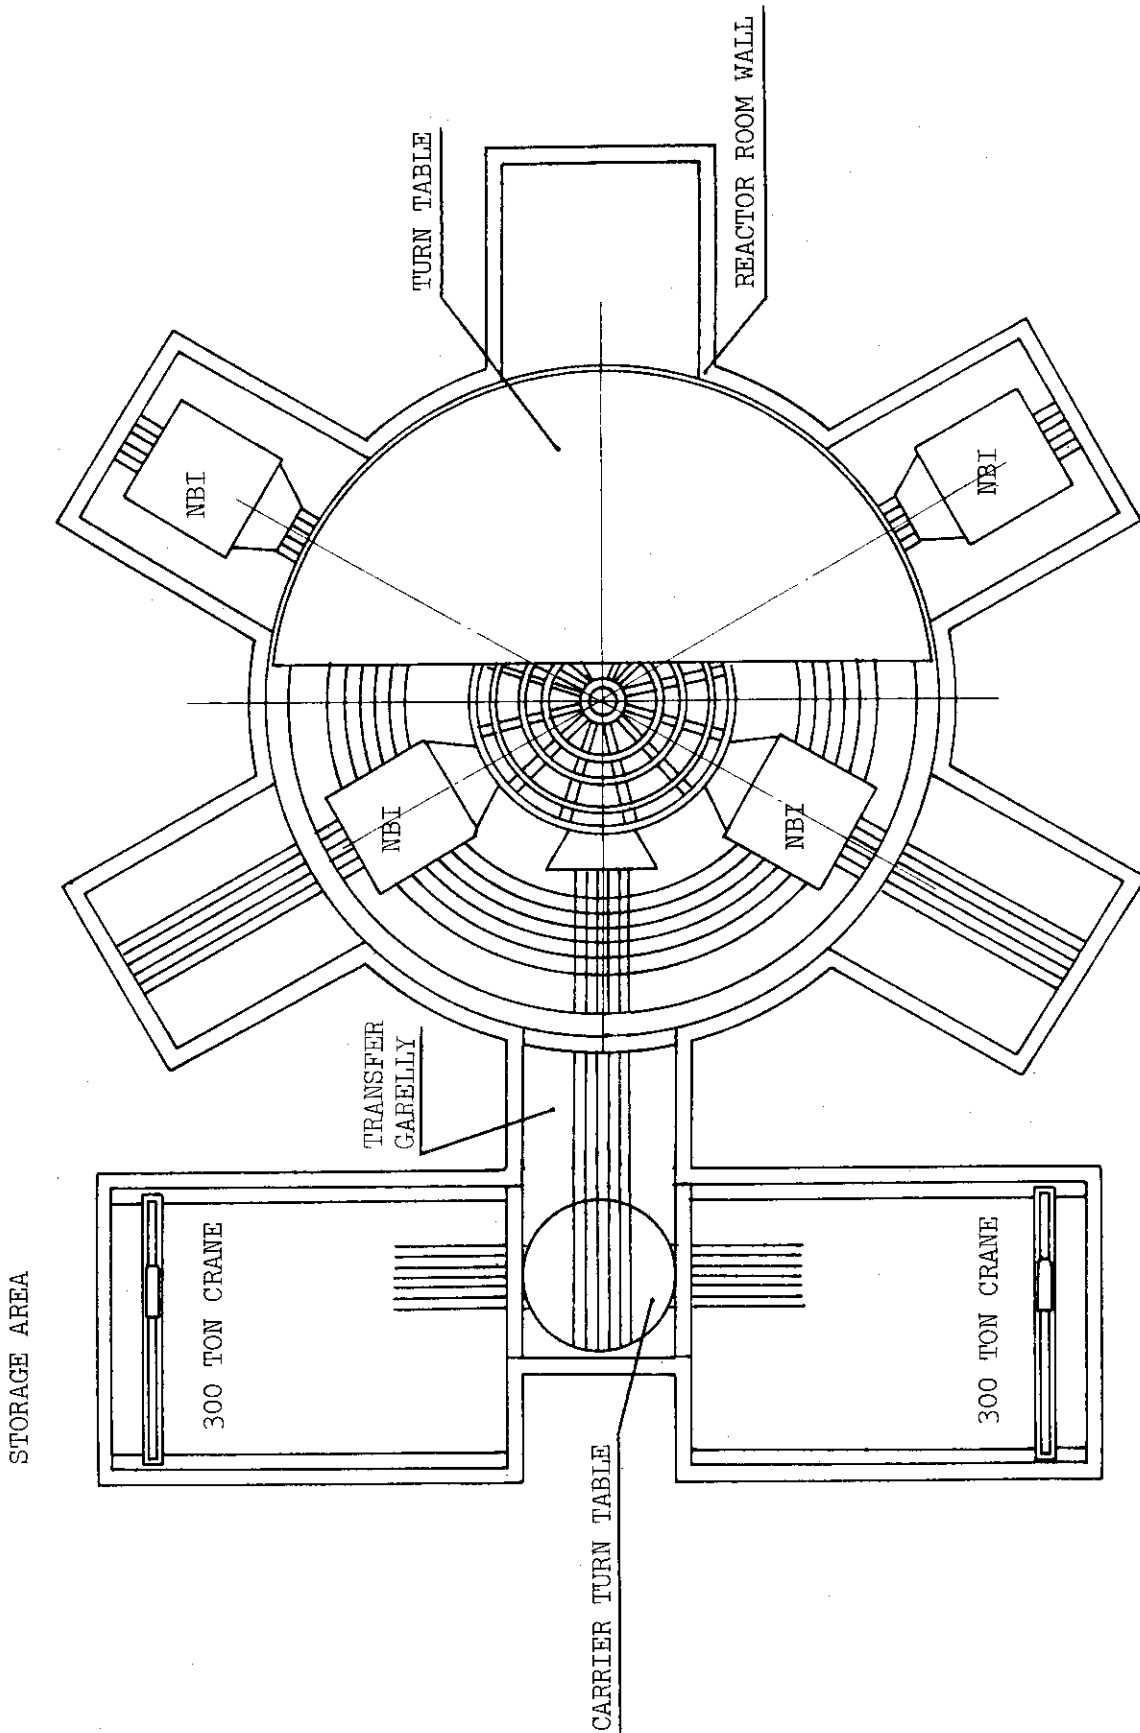 STORAGE AREA
300 TON CRANE
300 TON CRANE
CARRIER TURN TABLE
TRANSFER
GARELLY
NBI
NBI
NBI
NBI
TURN TABLE
REACTOR ROOM WALL